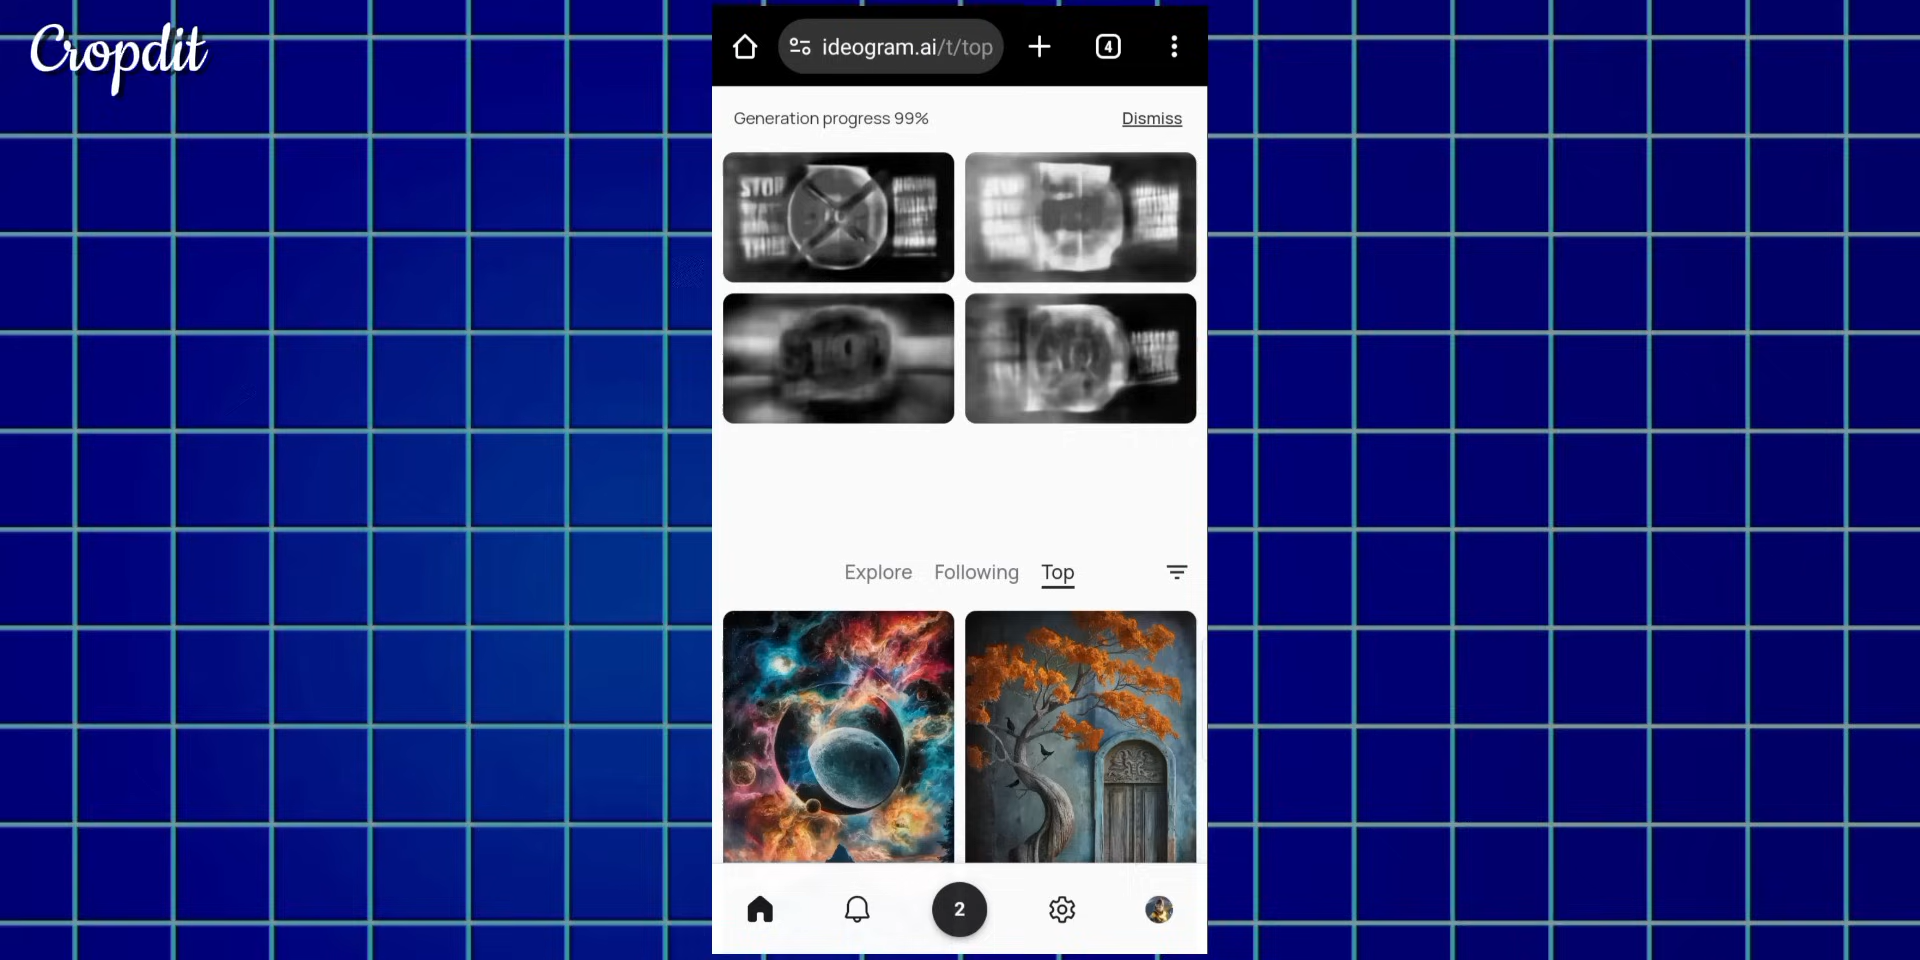 Cropdit
ideogram.ai/t/top
4
Generation progress 99%
Dismiss
STOP
Explore Following Top
2